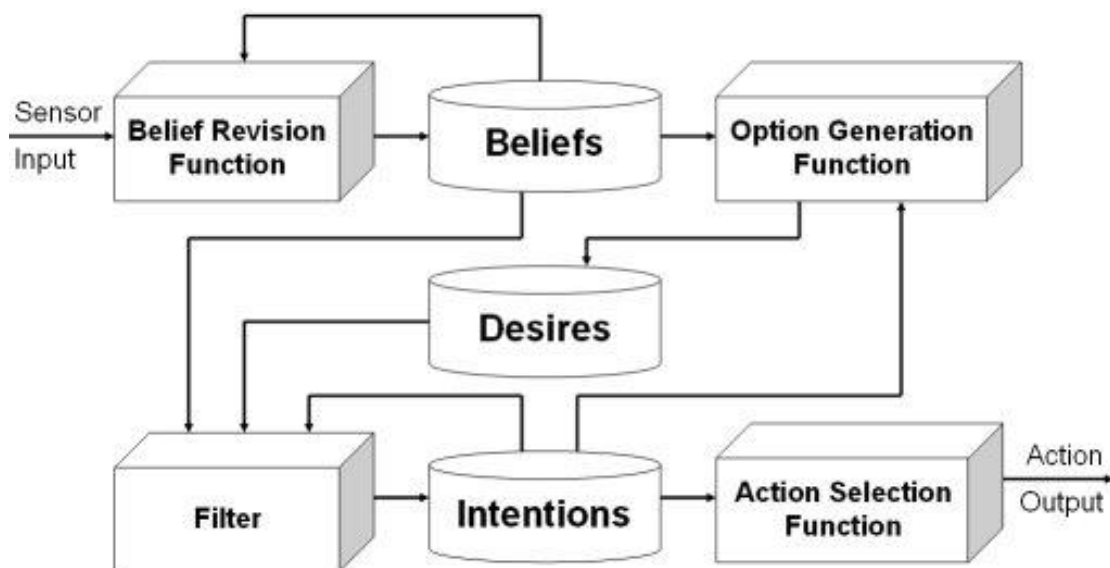 Sensor
Input
Belief Revision
Function
Beliefs
Option Generation
Function
Desires
Filter
Intentions
Action Selection
Function
Action
Output